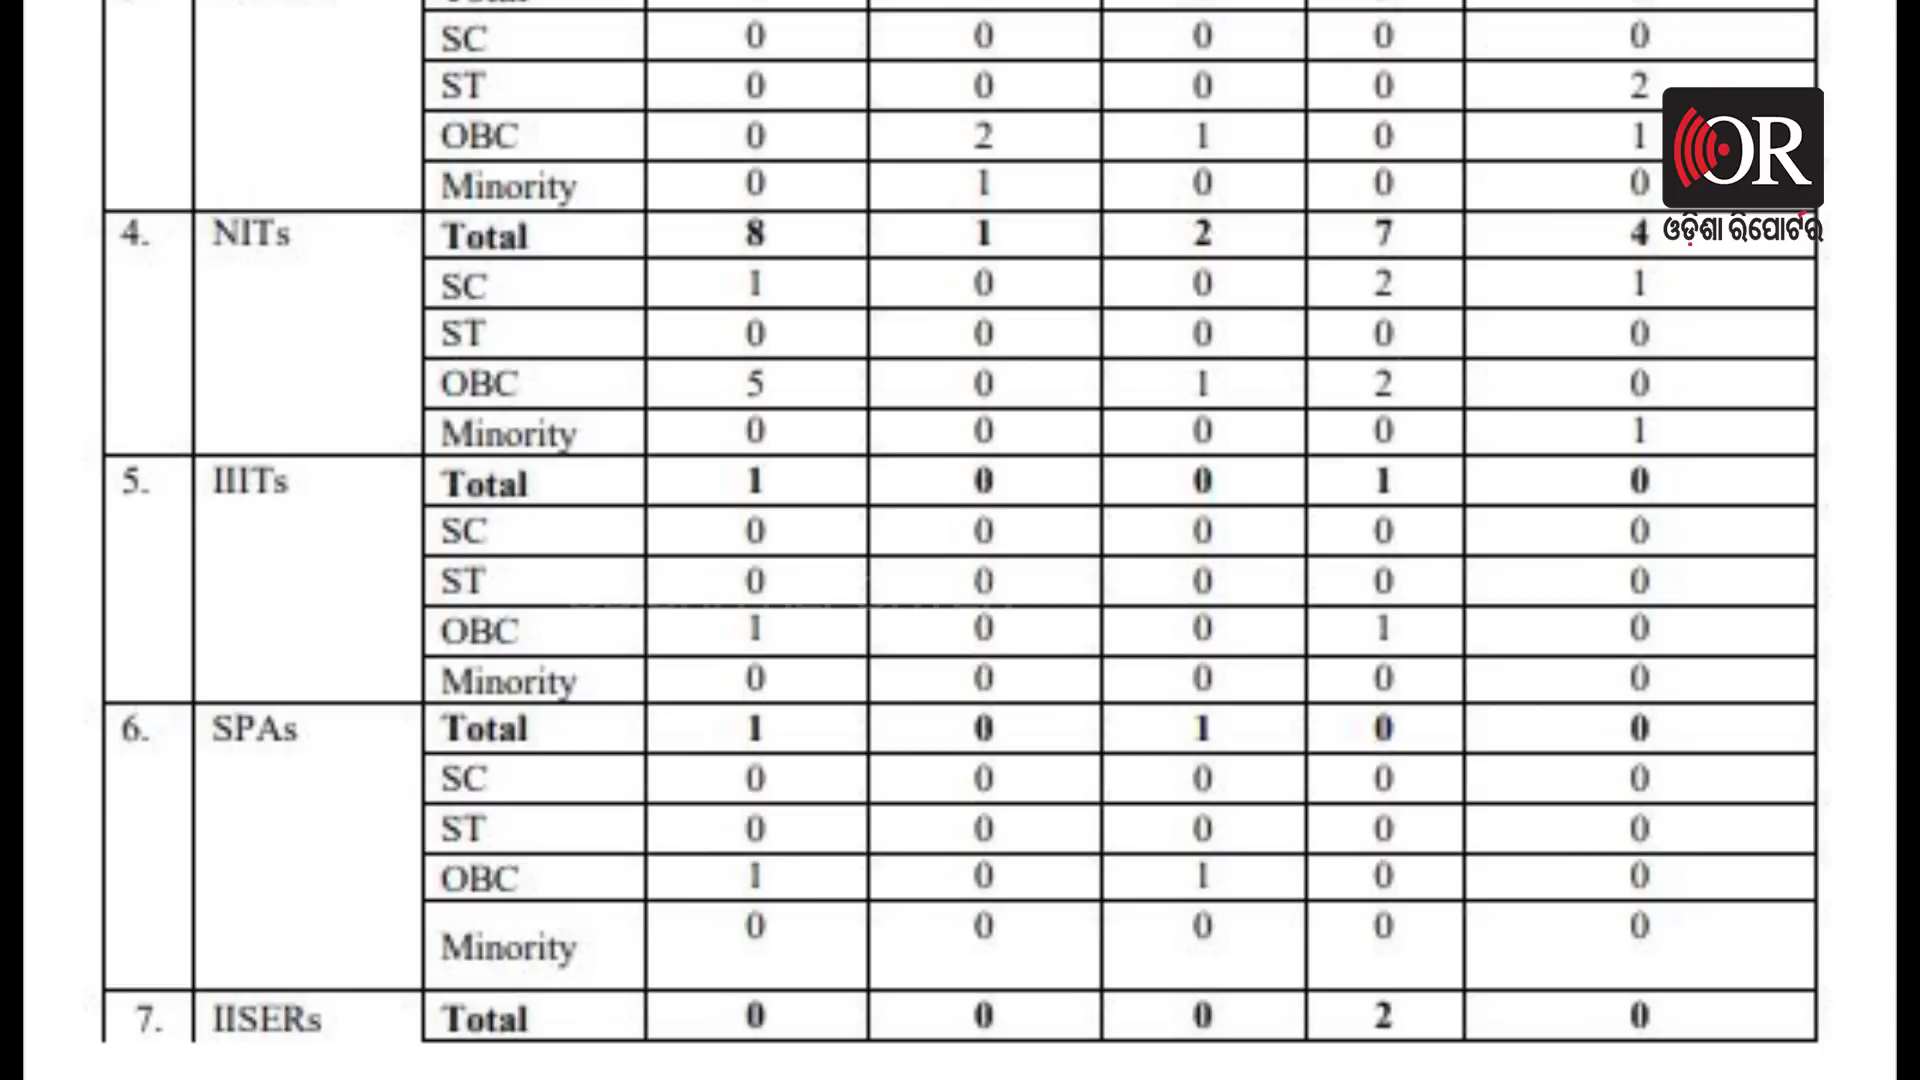 SC 0 0 0 0 0
ST 0 0 0 0 2
OBC 0 2 1 0 1
Minority 0 1 0 0 0
4. NITs Total 8 1 2 7 4
SC 1 0 0 2 1
ST 0 0 0 0 0
OBC 5 0 1 2 0
Minority 0 0 0 0 1
5. IIITs Total 1 0 0 1 0
SC 0 0 0 0 0
ST 0 0 0 0 0
OBC 1 0 0 1 0
Minority 0 0 0 0 0
6. SPAs Total 1 0 1 0 0
SC 0 0 0 0 0
ST 0 0 0 0 0
OBC 1 0 1 0 0
Minority 0 0 0 0 0
7. IISERs Total 0 0 0 2 0
OR
ଓଡ଼ିଶା ରିପୋର୍ଟର